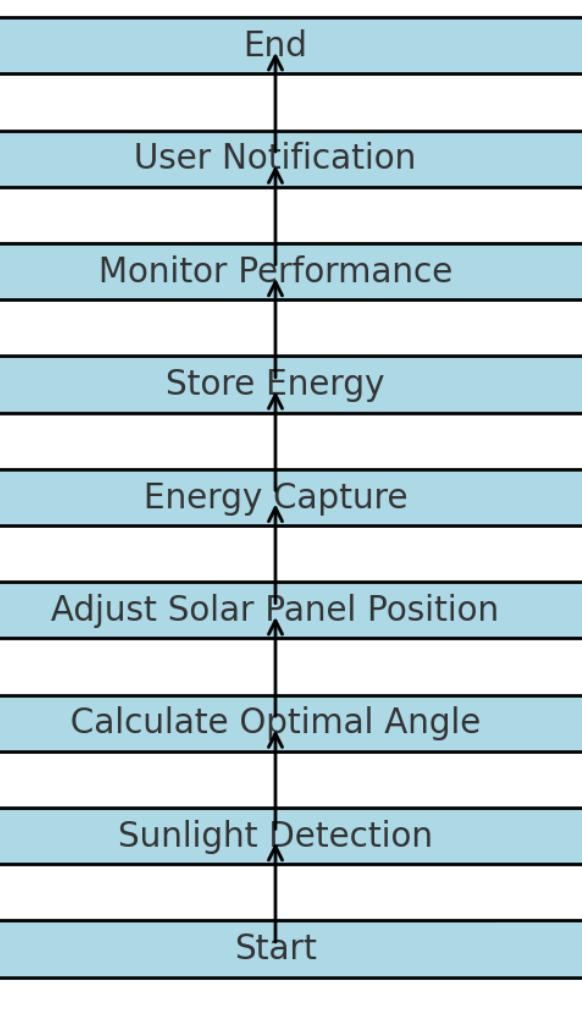 End
User Notification
Monitor Performance
Store Energy
Energy Capture
Adjust Solar Panel Position
Calculate Optimal Angle
Sunlight Detection
Start